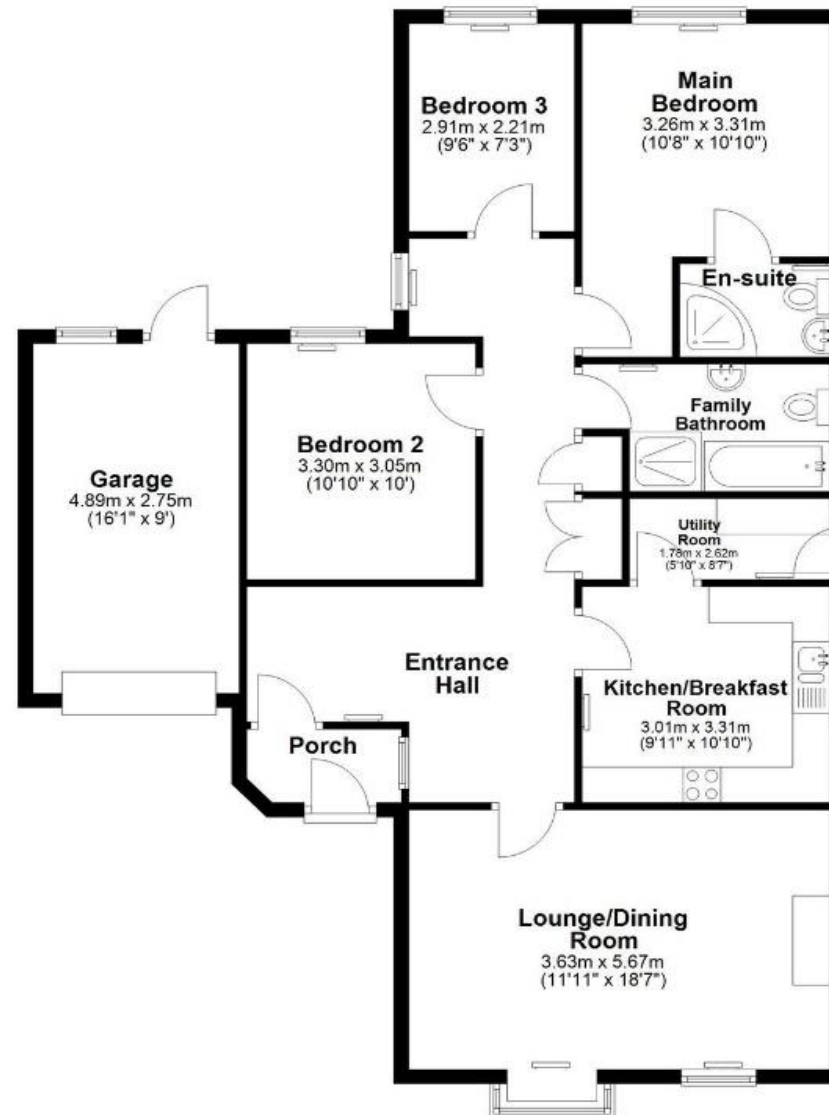 Bedroom 3
2.91m x 2.21m
(9'6" x 7'3")
Main
Bedroom
3.26m x 3.31m
(10'8" x 10'10")
En-suite
Family
Bathroom
Bedroom 2
3.30m x 3.05m
(10'10" x 10')
Garage
4.89m x 2.75m
(16'1" x 9')
Utility
Room
1.78m x 2.62m
(5'10" x 8'7")
Entrance
Hall
Kitchen/Breakfast
Room
3.01m x 3.31m
(9'11" x 10'10")
Porch
Lounge/Dining
Room
3.63m x 5.67m
(11'11" x 18'7")